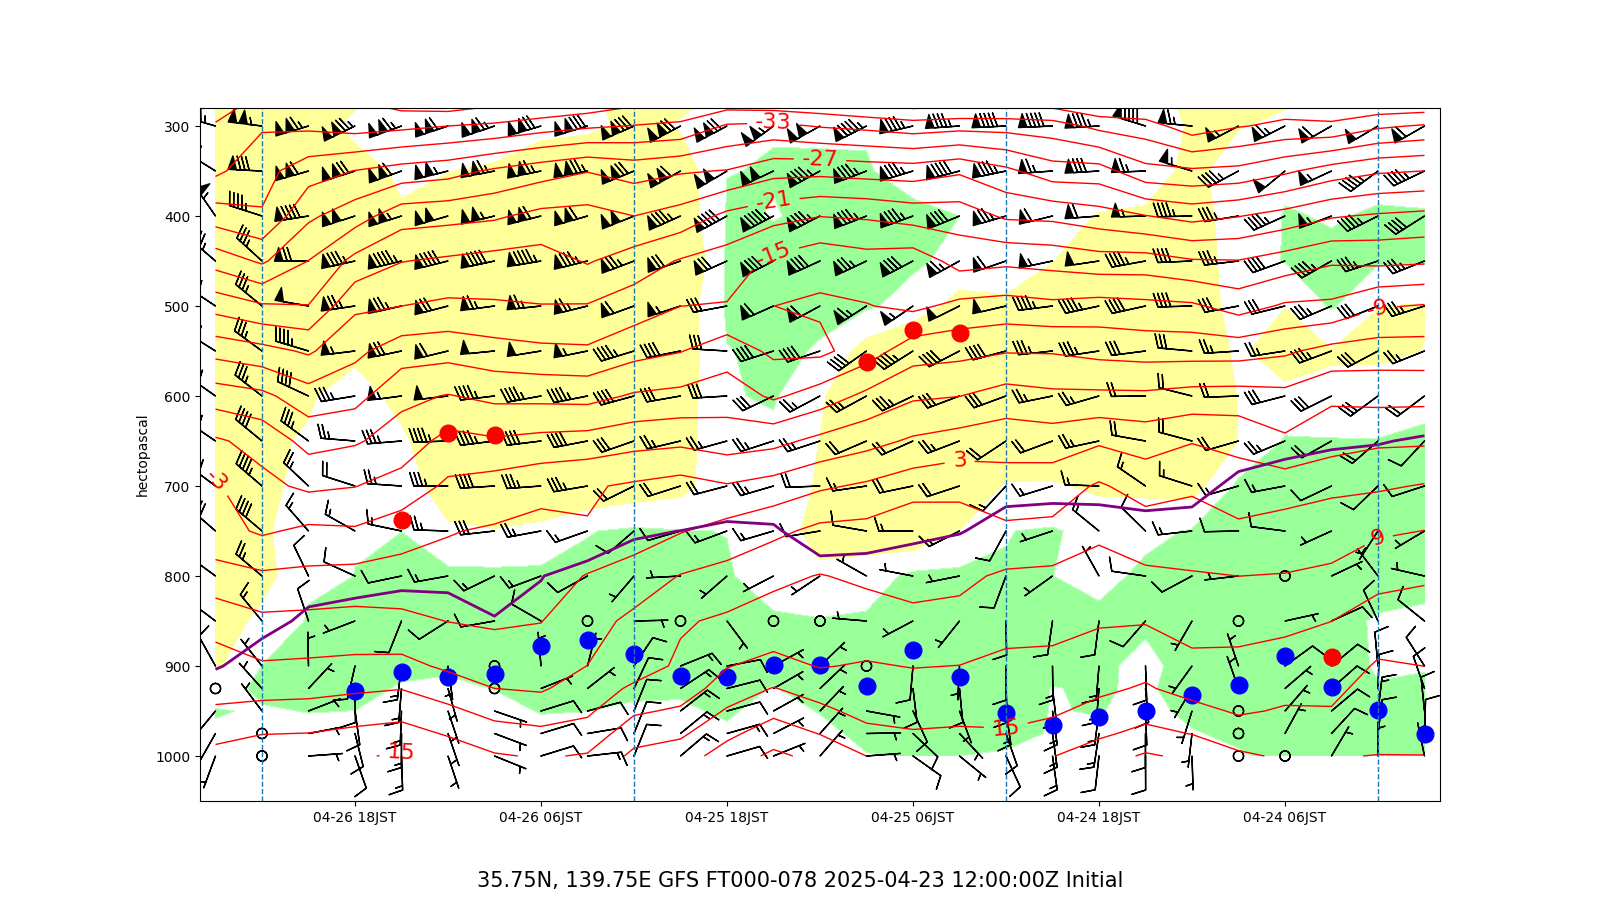 300
400
500
600
700
800
900
1000
hectopascal
-33
-27
-21
-15
-9
-3
3
9
15
-15
04-26 18JST
04-26 06JST
04-25 18JST
04-25 06JST
04-24 18JST
04-24 06JST
35.75N, 139.75E GFS FT000-078 2025-04-23 12:00:00Z Initial